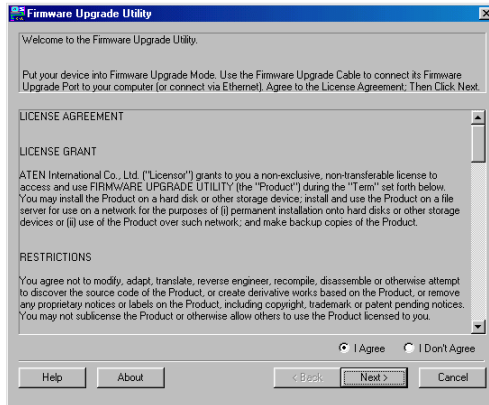 Firmware Upgrade Utility
Welcome to the Firmware Upgrade Utility.
Put your device into Firmware Upgrade Mode. Use the Firmware Upgrade Cable to connect its Firmware
Upgrade Port to your computer (or connect via Ethernet). Agree to the License Agreement; Then Click Next.
LICENSE AGREEMENT
LICENSE GRANT
ATEN International Co., Ltd. ("Licensor") grants to you a non-exclusive, non-transferable license to
access and use FIRMWARE UPGRADE UTILITY (the "Product") during the "Term" set forth below.
You may install the Product on a hard disk or other storage device; install and use the Product on a file
server for use on a network for the purposes of (i) permanent installation onto hard disks or other storage
devices or (ii) use of the Product over such network; and make backup copies of the Product.
RESTRICTIONS
You agree not to modify, adapt, translate, reverse engineer, recompile, disassemble or otherwise attempt
to discover the source code of the Product, or create derivative works based on the Product, or remove
any proprietary notices or labels on the Product, including copyright, trademark or patent pending notices.
You may not sublicense the Product or otherwise allow others to use the Product licensed to you.
I Agree I Don't Agree
Help About < Back Next > Cancel